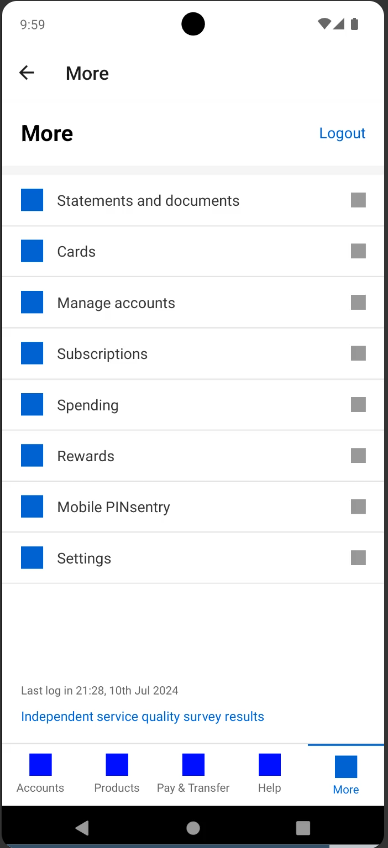 9:59
More
More
Logout
Statements and documents
Cards
Manage accounts
Subscriptions
Spending
Rewards
Mobile PINsentry
Settings
Last log in 21:28, 10th Jul 2024
Independent service quality survey results
Accounts Products Pay & Transfer Help More